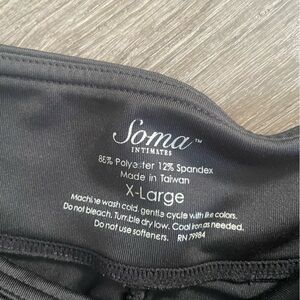 Soma™
INTIMATES
88% Polyester 12% Spandex
Made in Taiwan
X-Large
Machine wash cold, gentle cycle with like colors.
Do not bleach. Tumble dry low. Cool iron as needed.
Do not use softeners. RN 79984